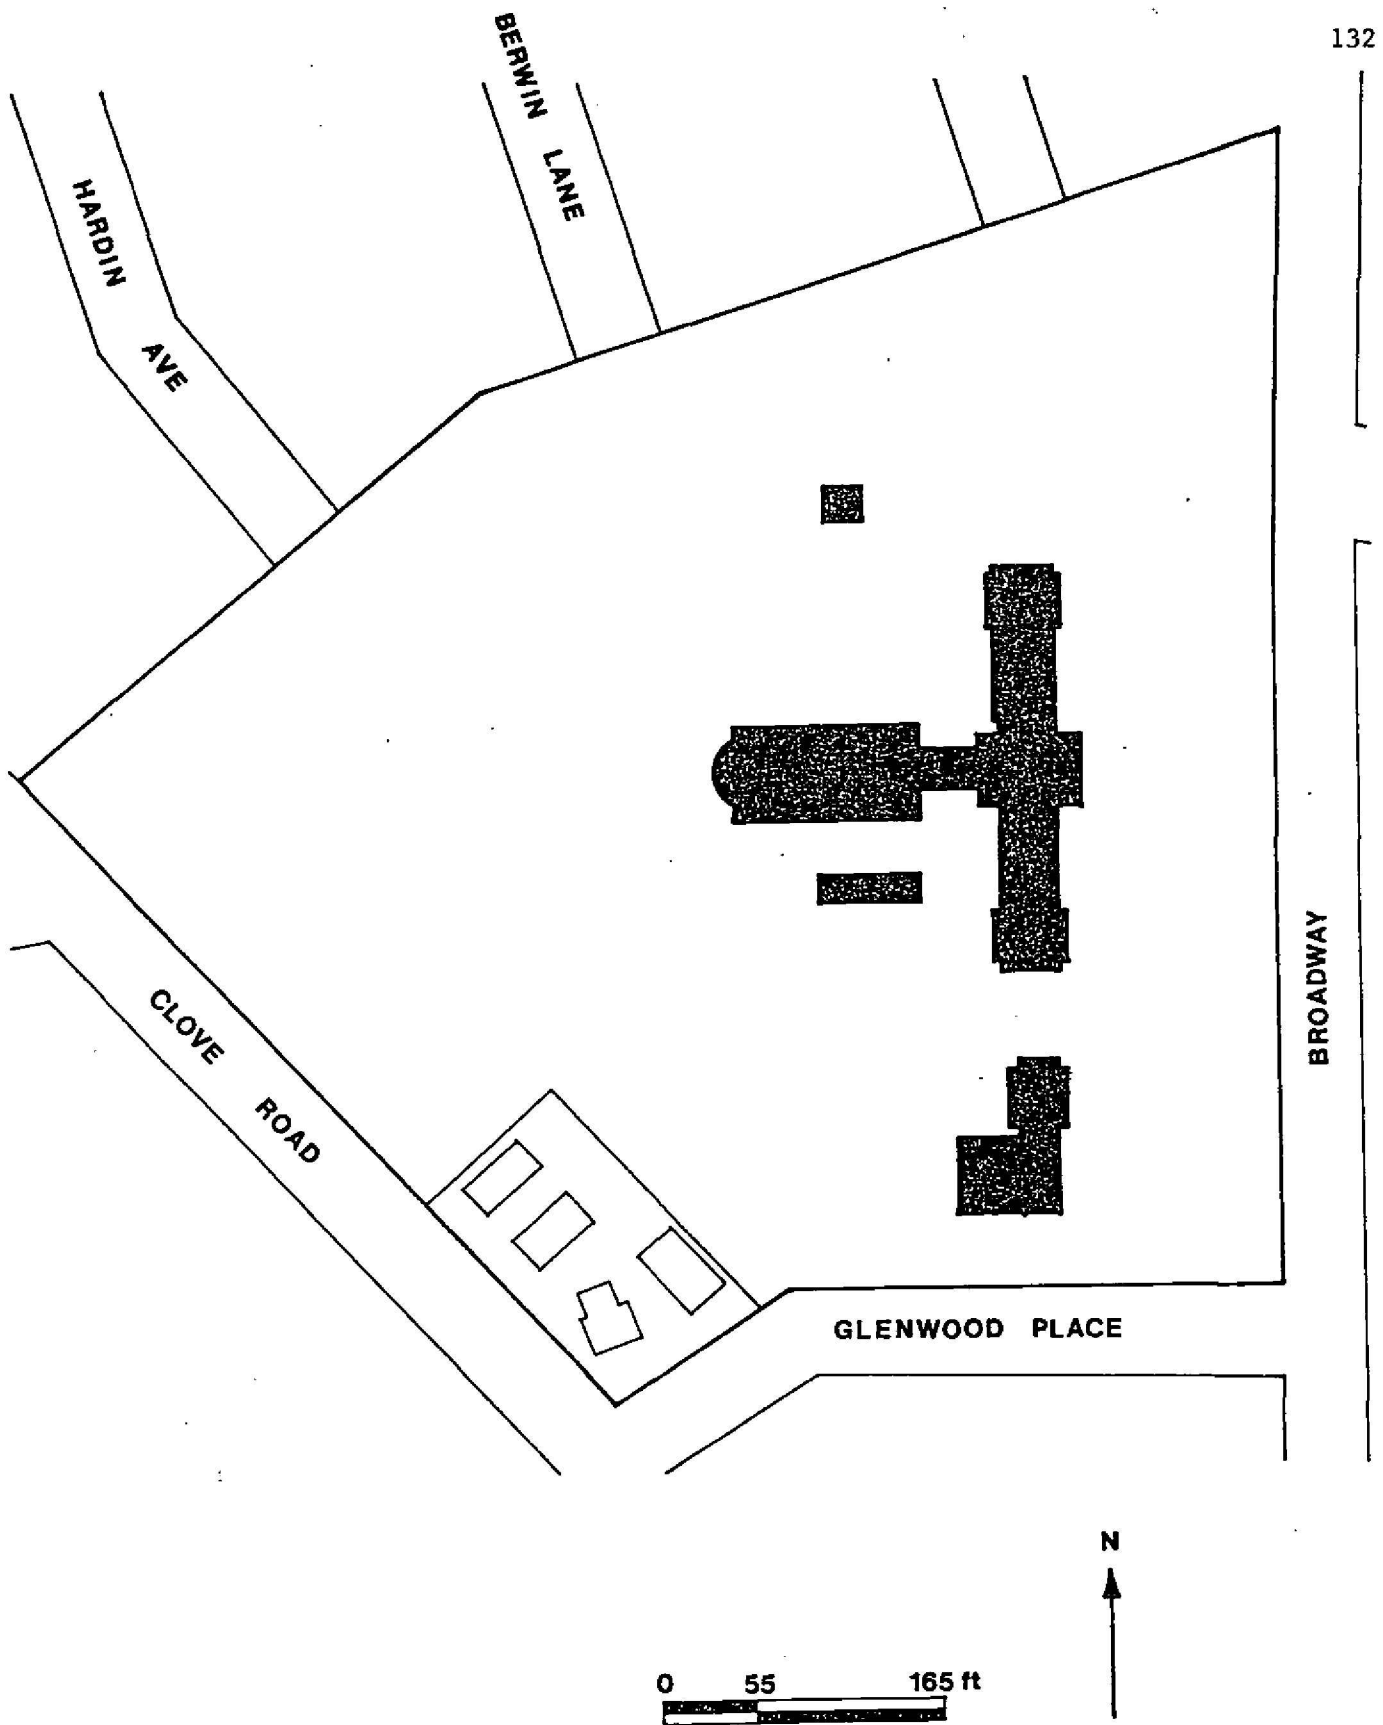 132
BERWIN LANE
HARDIN AVE
BROADWAY
CLOVE ROAD
GLENWOOD PLACE
N
0 55 165 ft